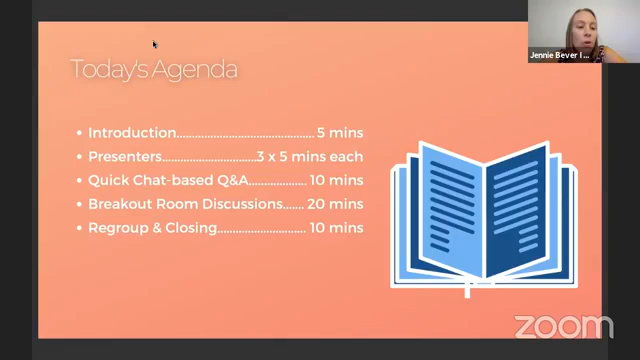 Today's Agenda
Jennie Bever I...
• Introduction............................................ 5 mins
• Presenters..............................3 x 5 mins each
• Quick Chat-based Q&A................... 10 mins
• Breakout Room Discussions....... 20 mins
• Regroup & Closing............................. 10 mins
zoom